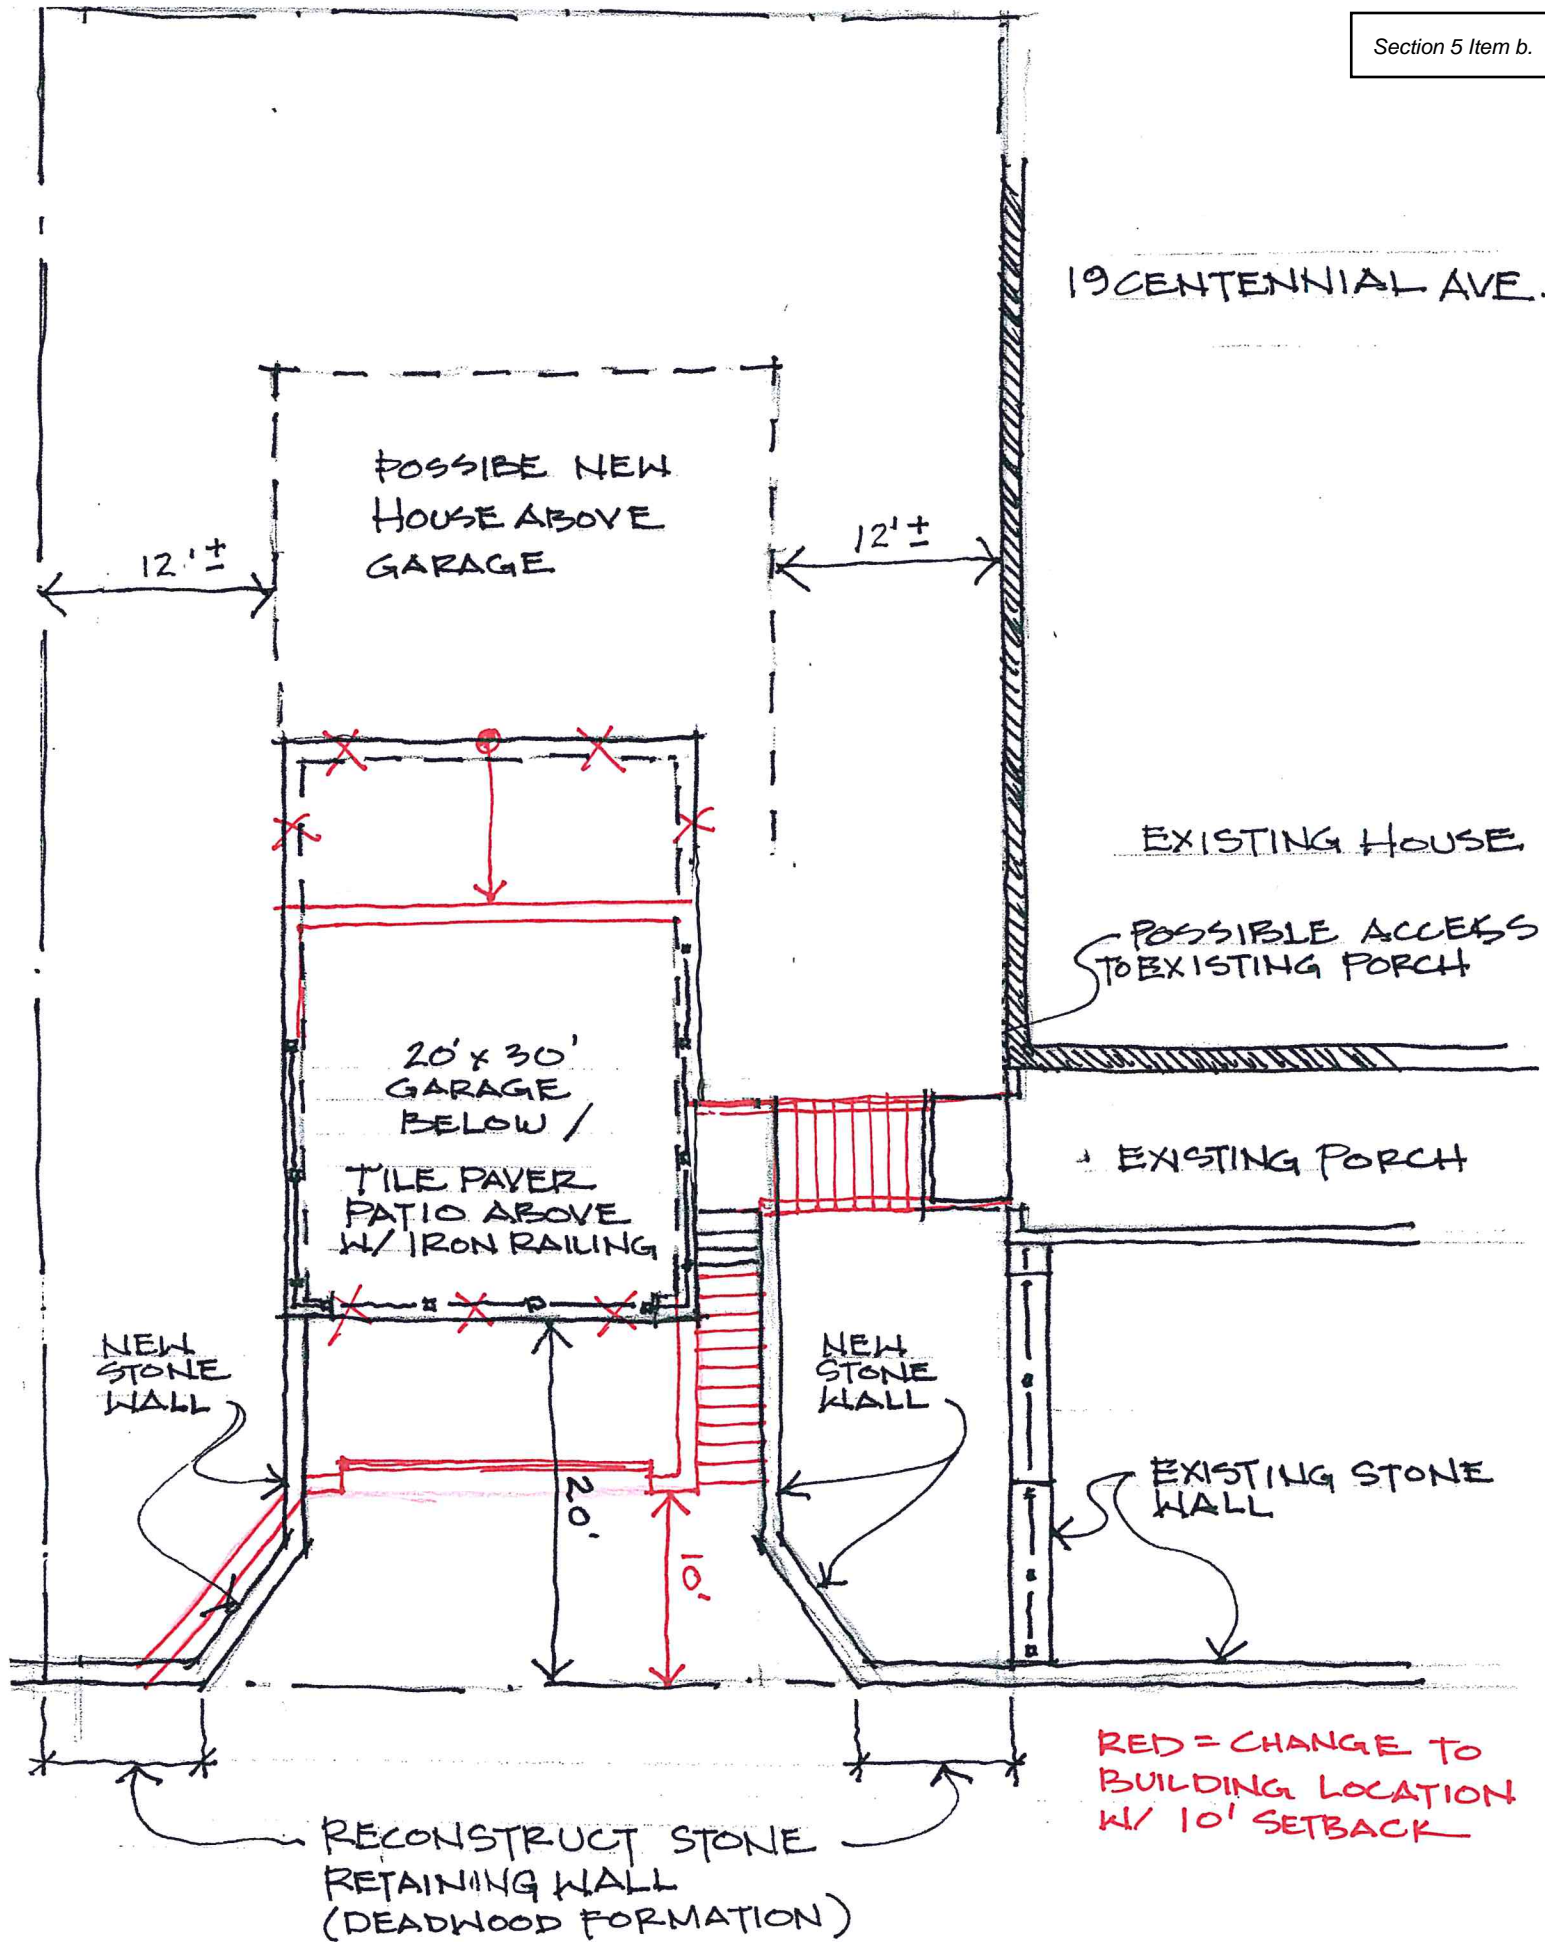 Section 5 Item b.
19 CENTENNIAL AVE.
POSSIBE NEW
HOUSE ABOVE
GARAGE
12'±
12'±
EXISTING HOUSE
POSSIBLE ACCESS
TO EXISTING PORCH
20' x 30'
GARAGE
BELOW /
TILE PAVER
PATIO ABOVE
W/ IRON RAILING
EXISTING PORCH
NEW
STONE
WALL
NEW
STONE
WALL
20'
10'
EXISTING STONE
WALL
RED = CHANGE TO
BUILDING LOCATION
W/ 10' SETBACK
RECONSTRUCT STONE
RETAINING WALL
(DEADWOOD FORMATION)